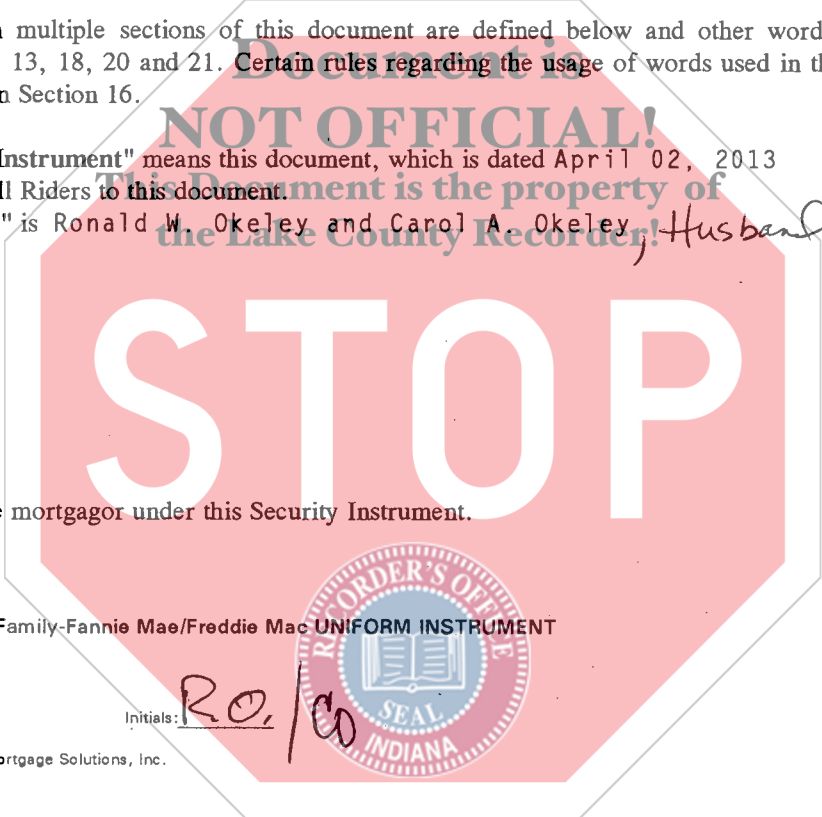 multiple sections of this document are defined below and other word
13, 18, 20 and 21. Certain rules regarding the usage of words used in th
n Section 16.
Document is
NOT OFFICIAL!
This Document is the property of
the Lake County Recorder!
Instrument" means this document, which is dated April 02, 2013
ll Riders to this document.
" is Ronald W. Okeley and Carol A. Okeley, Husband
STOP
mortgagor under this Security Instrument.
RECORDER'S OFFICE
SEAL
INDIANA
Family-Fannie Mae/Freddie Mac UNIFORM INSTRUMENT
Initials: R.O./CO
ortgage Solutions, Inc.